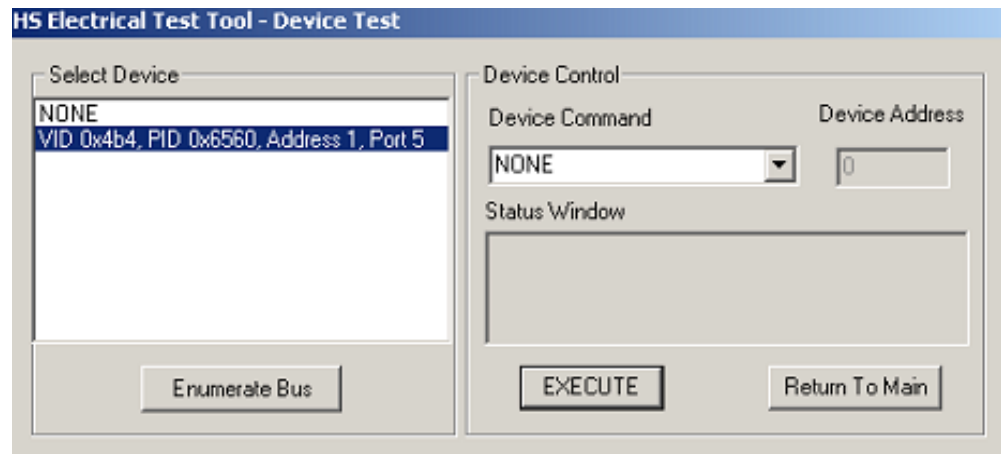 HS Electrical Test Tool - Device Test
Select Device
NONE
VID 0x4b4, PID 0x6560, Address 1, Port 5
Enumerate Bus
Device Control
Device Command
Device Address
NONE
0
Status Window
EXECUTE
Return To Main